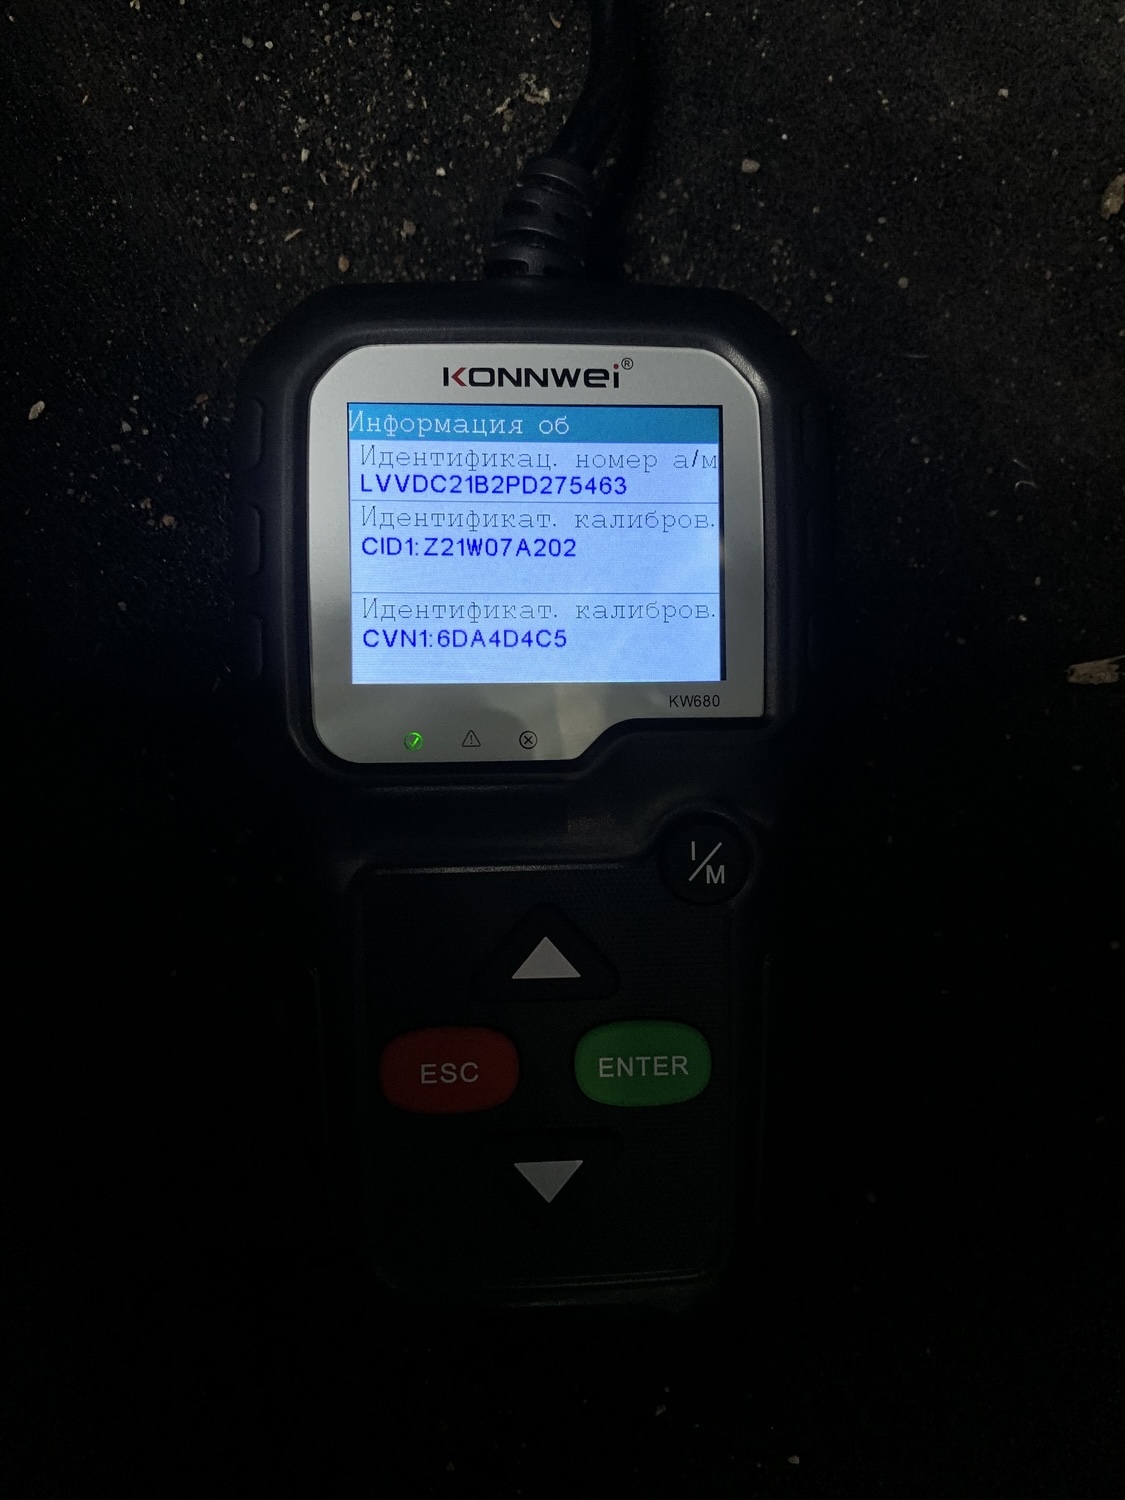 KONNWEI®
Информация об
Идентификац. номер а/м
LVVDC21B2PD275463
Идентификат. калибров.
CID1:Z21W07A202
Идентификат. калибров.
CVN1:6DA4D4C5
KW680
I/M
ESC
ENTER